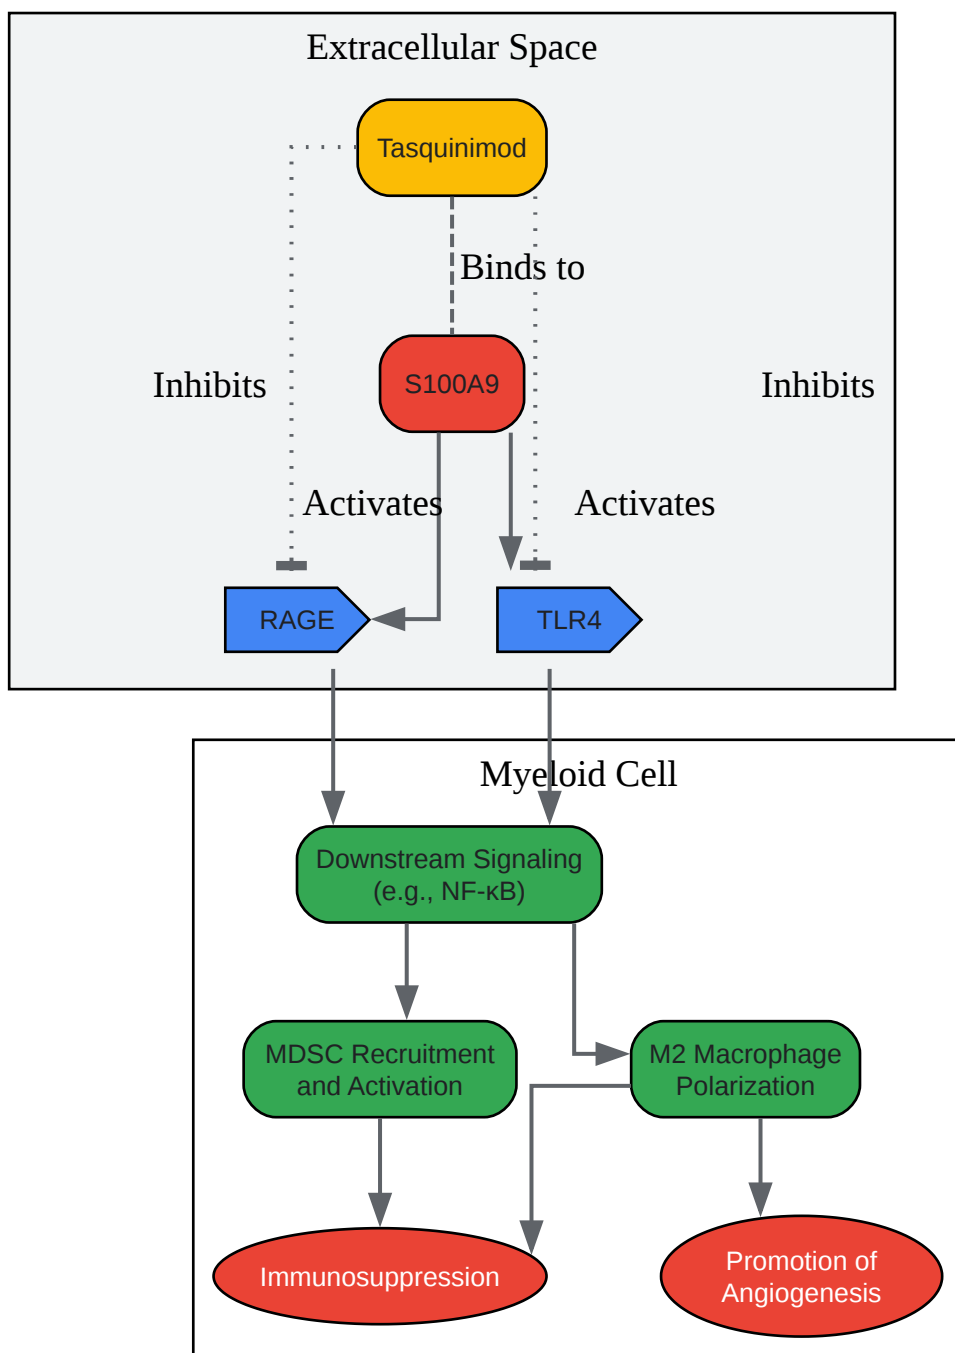 Extracellular Space
Tasquinimod
Binds to
Inhibits
S100A9
Inhibits
Activates
Activates
RAGE
TLR4
Myeloid Cell
Downstream Signaling
(e.g., NF-κB)
MDSC Recruitment
and Activation
M2 Macrophage
Polarization
Immunosuppression
Promotion of
Angiogenesis